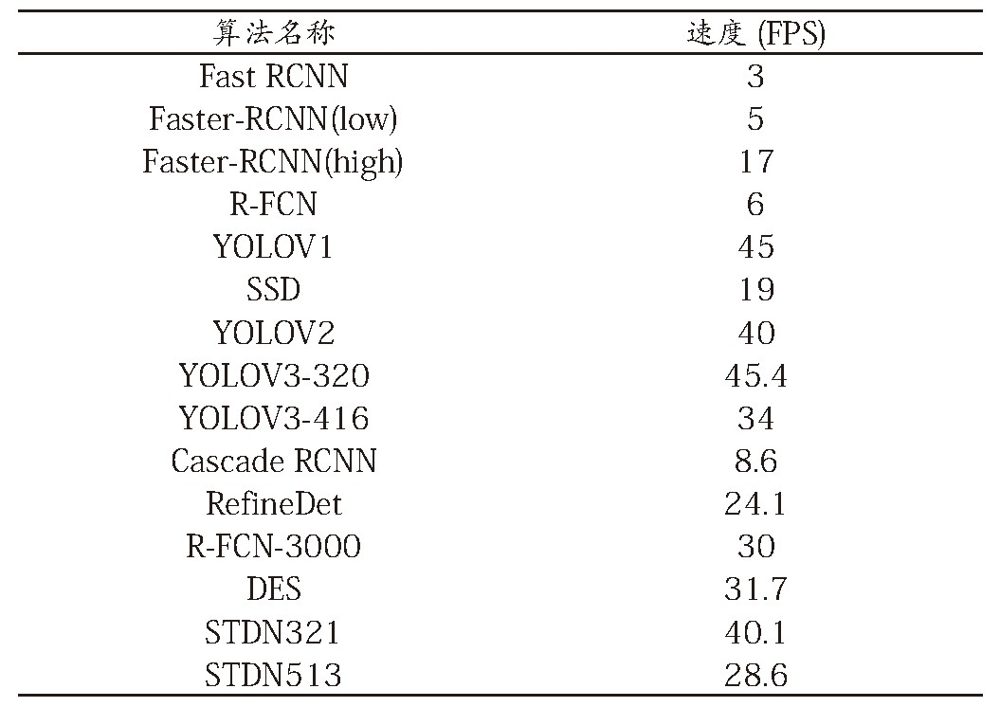 算法名称 速度 (FPS)
Fast RCNN 3
Faster-RCNN(low) 5
Faster-RCNN(high) 17
R-FCN 6
YOLOV1 45
SSD 19
YOLOV2 40
YOLOV3-320 45.4
YOLOV3-416 34
Cascade RCNN 8.6
RefineDet 24.1
R-FCN-3000 30
DES 31.7
STDN321 40.1
STDN513 28.6